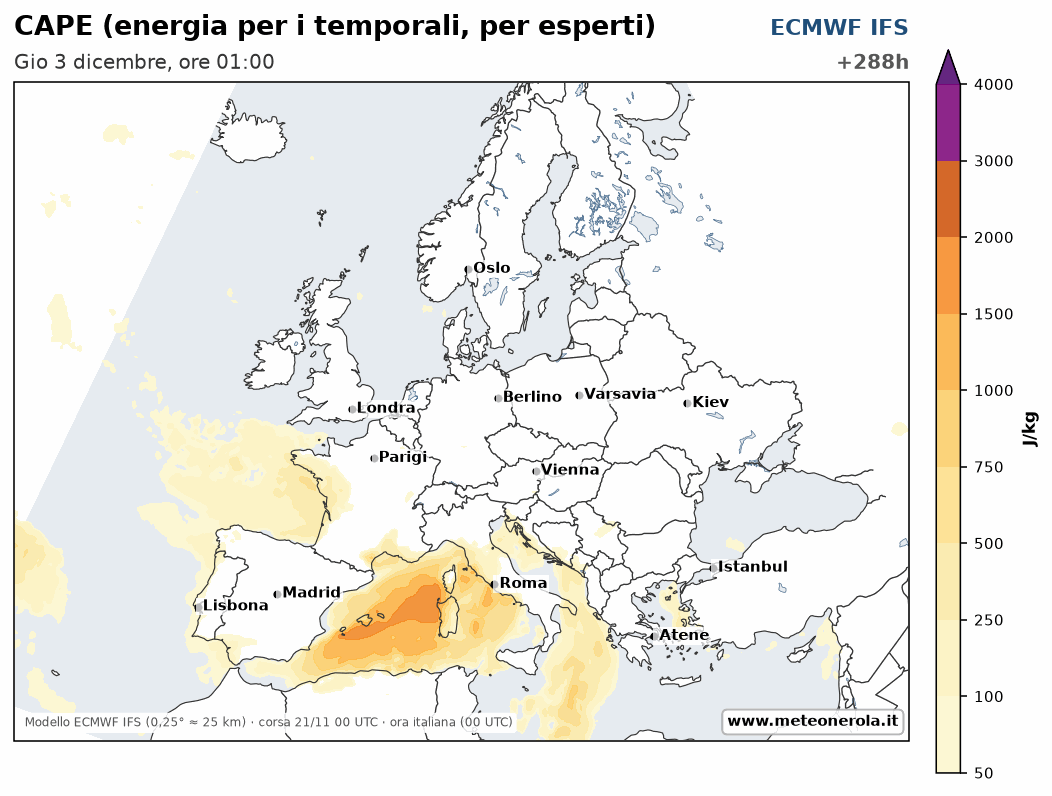 CAPE (energia per i temporali, per esperti)
ECMWF IFS
Gio 3 dicembre, ore 01:00
+288h
4000
3000
2000
1500
1000
750
500
250
100
50
J/kg
Oslo
Berlino
Varsavia
Kiev
Londra
Parigi
Vienna
Istanbul
Roma
Madrid
Lisbona
Atene
Modello ECMWF IFS (0,25° ≈ 25 km) · corsa 21/11 00 UTC · ora italiana (00 UTC)
www.meteonerola.it